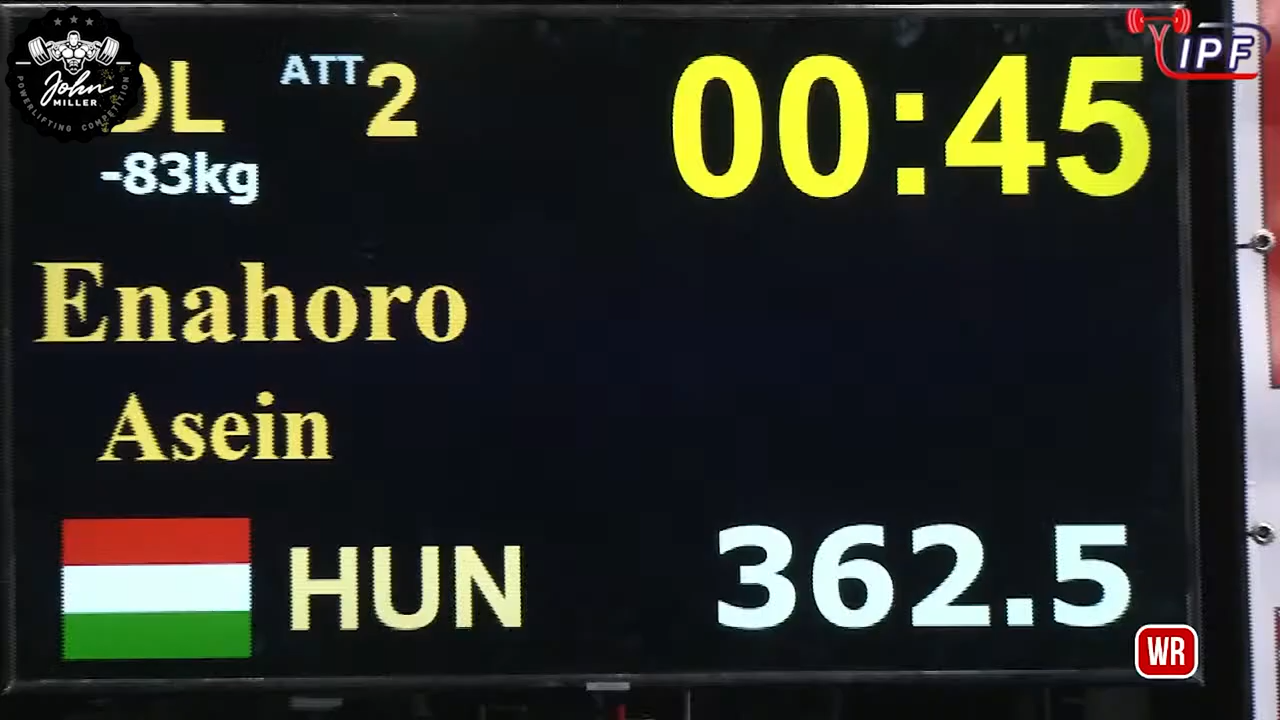 John
MILLER
POWERLIFTING COMPETITION
DL ATT 2
00:45
IPF
-83kg
Enahoro
Asein
HUN
362.5
WR